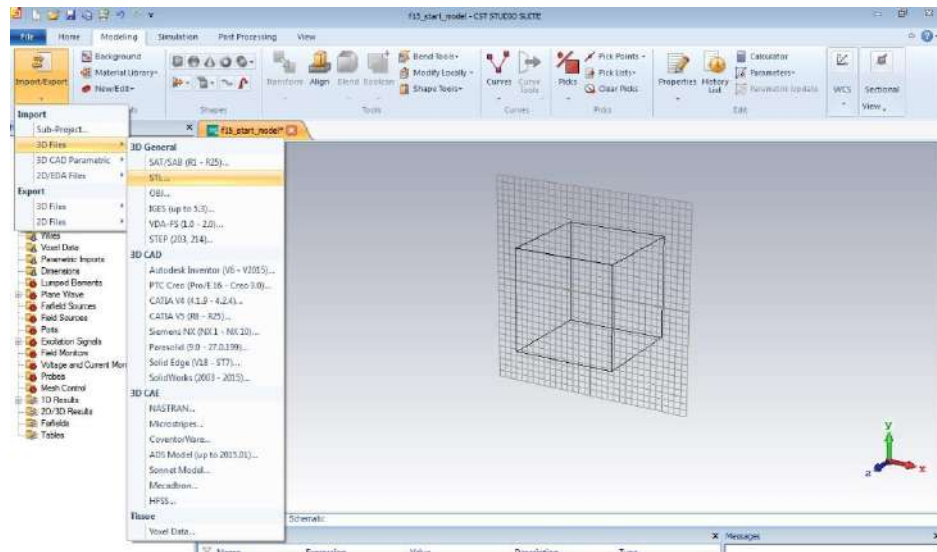 f15_start_model - CST STUDIO SUITE
File Home Modeling Simulation Post Processing View
Background
Material Library
New/Edit
Import/Export
Transform Align Blend Boolean
Bend Tools
Modify Locally
Shape Tools
Curves Curve Tools
Picks
Pick Points
Pick Lists
Clear Picks
Properties History List
Calculator
Parameters
Parametric Update
WCS Sectional View
Shapes Tools Curves Picks Edit
Import
Sub-Project...
3D Files
3D CAD Parametric
2D/EDA Files
Export
3D Files
2D Files
f15_start_model*
3D General
SAT/SAB (R1 - R25)...
STL...
OBJ...
IGES (up to 5.3)...
VDA-FS (1.0 - 2.0)...
STEP (203, 214)...
3D CAD
Autodesk Inventor (V6 - V2015)...
PTC Creo (Pro/E 16 - Creo 3.0)...
CATIA V4 (4.1.9 - 4.2.4)...
CATIA V5 (R8 - R25)...
Siemens NX (NX 1 - NX 10)...
Parasolid (9.0 - 27.0.199)...
Solid Edge (V18 - ST7)...
SolidWorks (2003 - 2015)...
3D CAE
NASTRAN...
Microstripes...
CoventorWare...
ADS Model (up to 2015.01)...
Sonnet Model...
Mecadtron...
HFSS...
Tissue
Voxel Data...
Wires
Voxel Data
Parametric Imports
Dimensions
Lumped Elements
Plane Wave
Farfield Sources
Field Sources
Ports
Excitation Signals
Field Monitors
Voltage and Current Mon
Probes
Mesh Control
1D Results
2D/3D Results
Farfields
Tables
y
x
z
Schematic
Messages
Name Expression Value Description Type